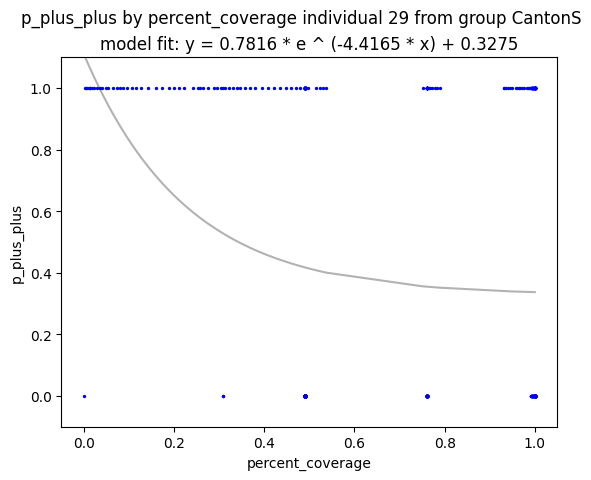 p_plus_plus by percent_coverage individual 29 from group CantonS
model fit: y = 0.7816 * e ^ (-4.4165 * x) + 0.3275
1.0
0.8
0.6
0.4
0.2
0.0
p_plus_plus
0.0 0.2 0.4 0.6 0.8 1.0
percent_coverage